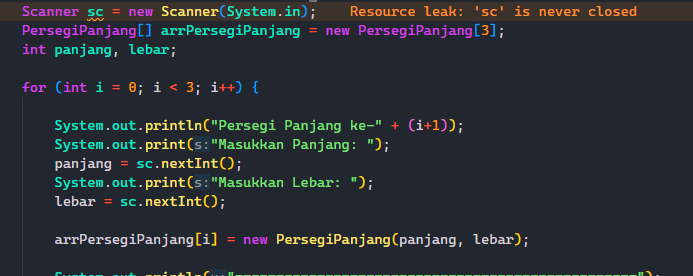 Scanner sc = new Scanner(System.in);    Resource leak: 'sc' is never closed
PersegiPanjang[] arrPersegiPanjang = new PersegiPanjang[3];
int panjang, lebar;
for (int i = 0; i < 3; i++) {
System.out.println("Persegi Panjang ke-" + (i+1));
System.out.print(s:"Masukkan Panjang: ");
panjang = sc.nextInt();
System.out.print(s:"Masukkan Lebar: ");
lebar = sc.nextInt();
arrPersegiPanjang[i] = new PersegiPanjang(panjang, lebar);